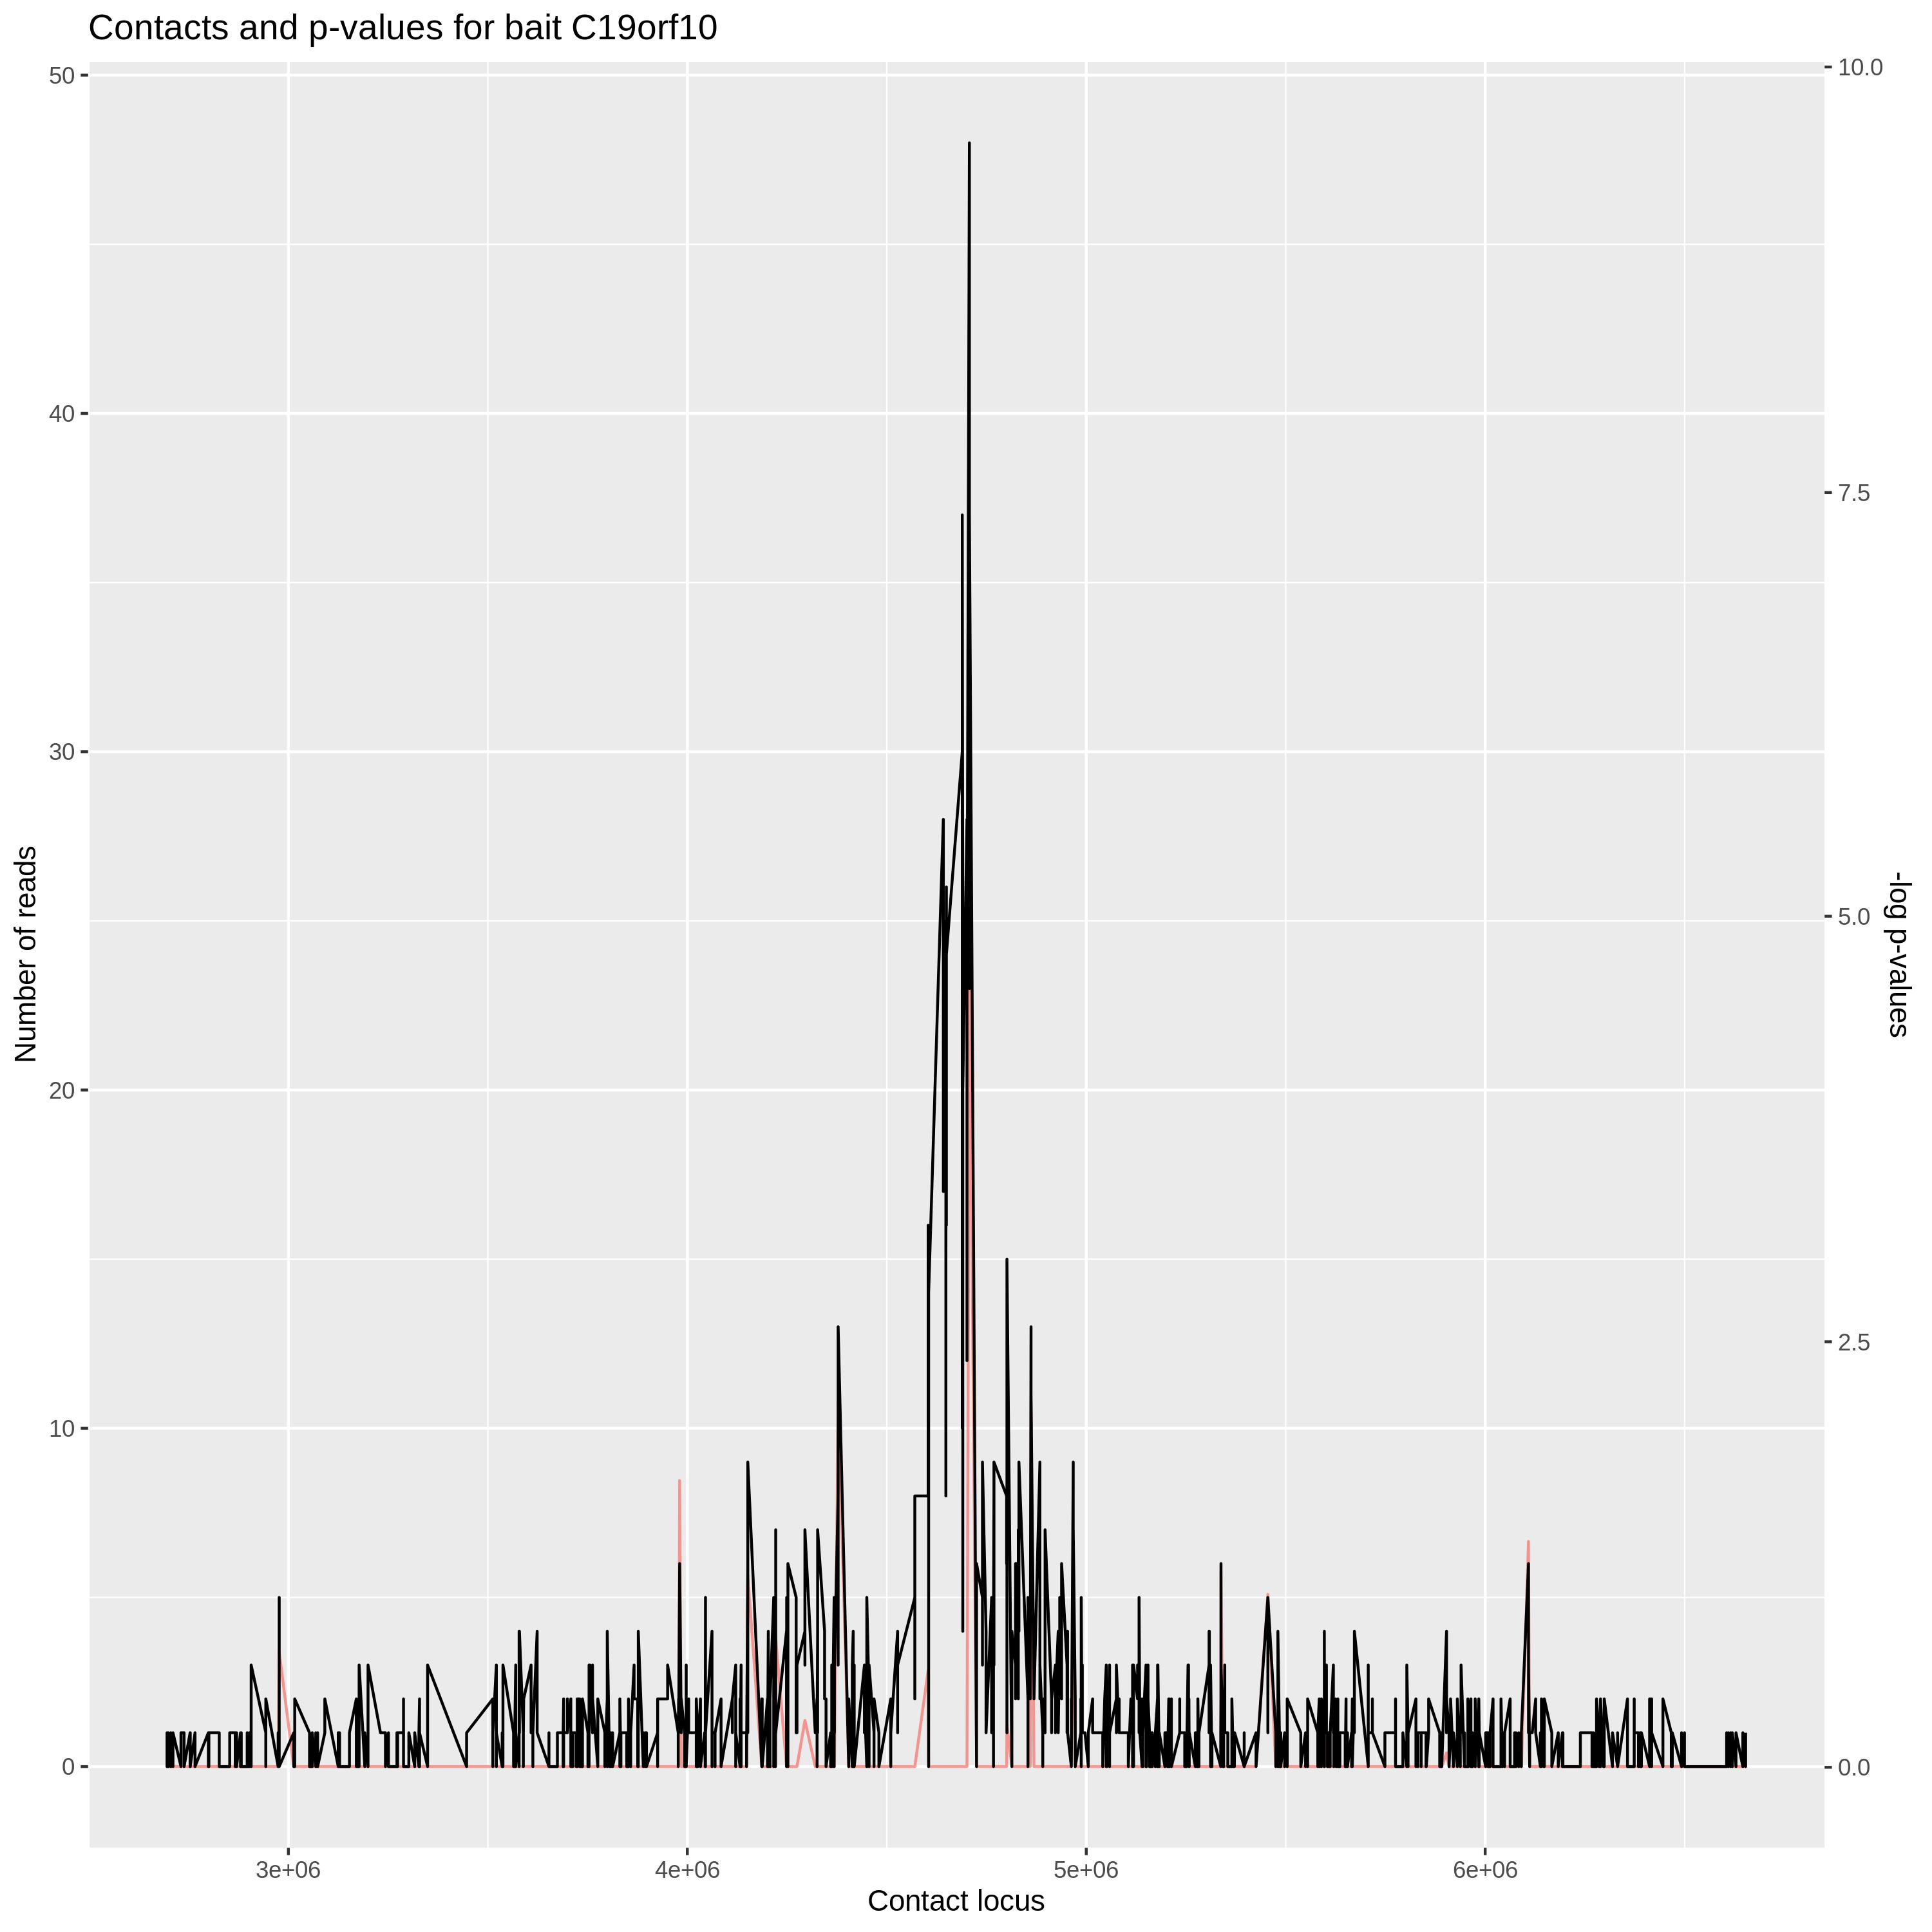 Contacts and p-values for bait C19orf10
50
40
30
20
10
0
Number of reads
10.0
7.5
5.0
2.5
0.0
-log p-values
3e+06
4e+06
5e+06
6e+06
Contact locus